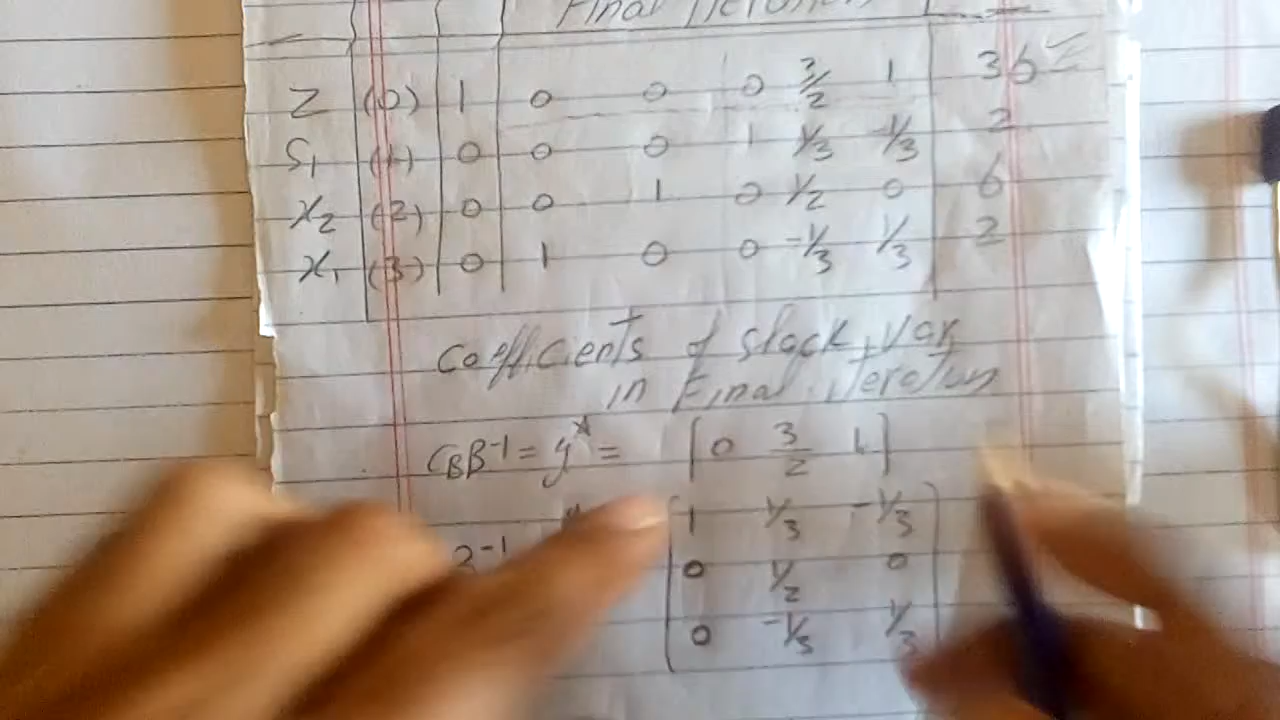 Final Iteration
Z (0) 1 0 0 0 3/2 1 36
S1 (1) 0 0 0 1 1/3 -1/3 2
X2 (2) 0 0 1 0 1/2 0 6
X1 (3) 0 1 0 0 -1/3 1/3 2
Coefficients of slack var
in Final iteration
CBB-1 = y* = [0 3/2 1]
1 1/3 -1/3
0 1/2 0
0 -1/3 1/3